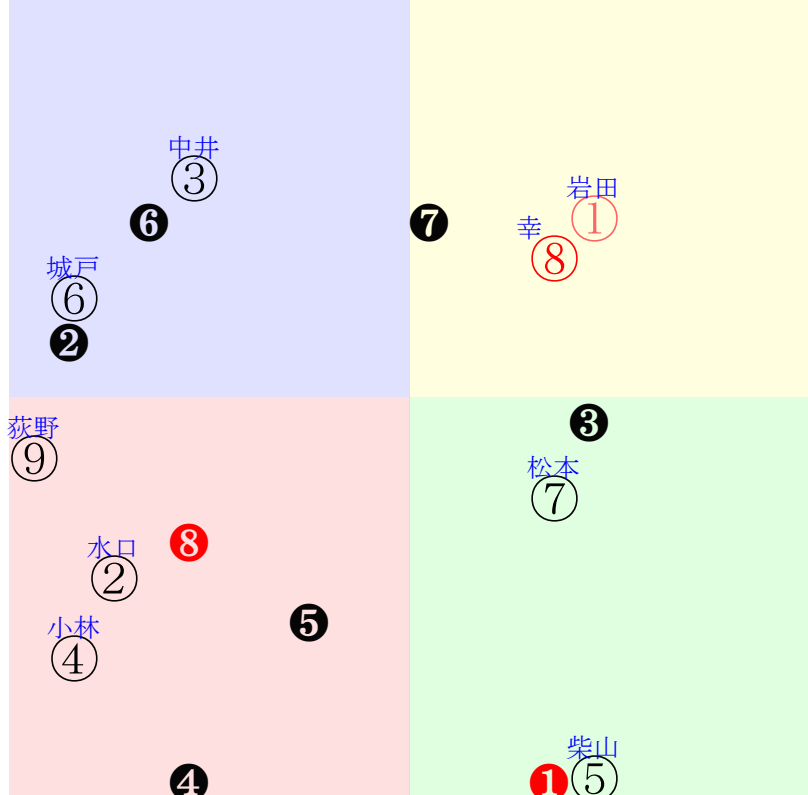 中井
③
❻
❼
岩田
①
幸
⑧
城戸
⑥
❷
荻野
⑨
❸
松本
⑦
❽
水口
②
❺
小林
④
柴山
⑤
❹
❶